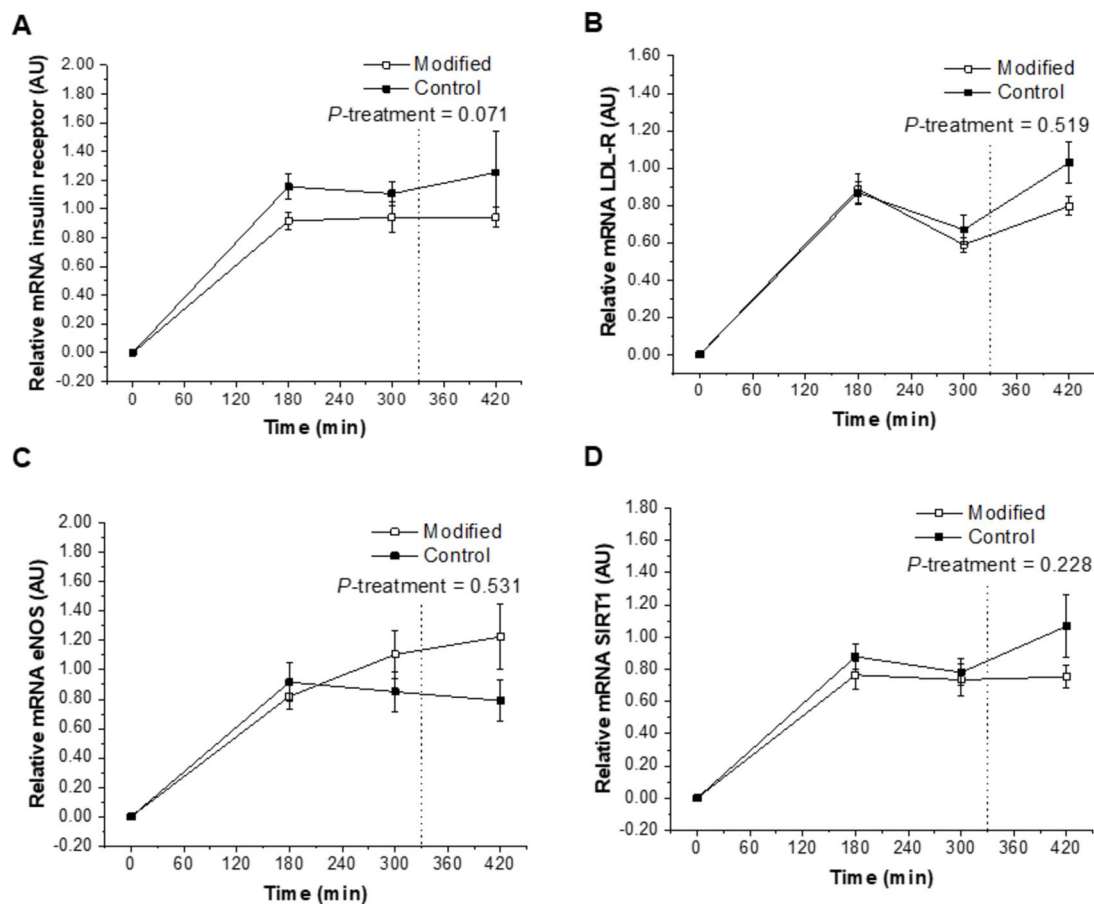 A
Relative mRNA insulin receptor (AU)
2.00
1.80
1.60
1.40
1.20
1.00
0.80
0.60
0.40
0.20
0.00
-0.20
Modified
Control
P-treatment = 0.071
0 60 120 180 240 300 360 420
Time (min)
B
Relative mRNA LDL-R (AU)
1.60
1.40
1.20
1.00
0.80
0.60
0.40
0.20
0.00
Modified
Control
P-treatment = 0.519
0 60 120 180 240 300 360 420
Time (min)
C
Relative mRNA eNOS (AU)
2.00
1.80
1.60
1.40
1.20
1.00
0.80
0.60
0.40
0.20
0.00
-0.20
Modified
Control
P-treatment = 0.531
0 60 120 180 240 300 360 420
Time (min)
D
Relative mRNA SIRT1 (AU)
1.80
1.60
1.40
1.20
1.00
0.80
0.60
0.40
0.20
0.00
-0.20
Modified
Control
P-treatment = 0.228
0 60 120 180 240 300 360 420
Time (min)